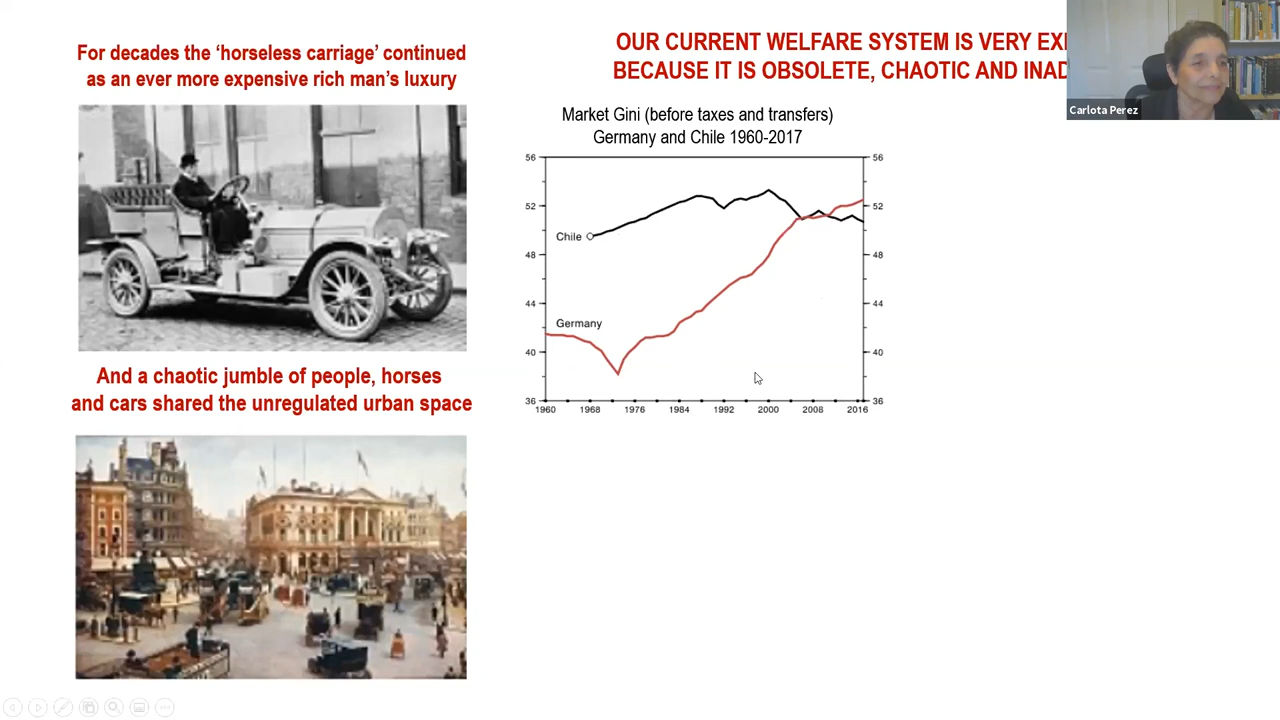 For decades the ‘horseless carriage’ continued
as an ever more expensive rich man’s luxury
And a chaotic jumble of people, horses
and cars shared the unregulated urban space
OUR CURRENT WELFARE SYSTEM IS VERY
BECAUSE IT IS OBSOLETE, CHAOTIC AND
Market Gini (before taxes and transfers)
Germany and Chile 1960-2017
56 56
52 52
Chile
48 48
44 44
Germany
40 40
36 36
1960 1968 1976 1984 1992 2000 2008 2016
Carlota Perez